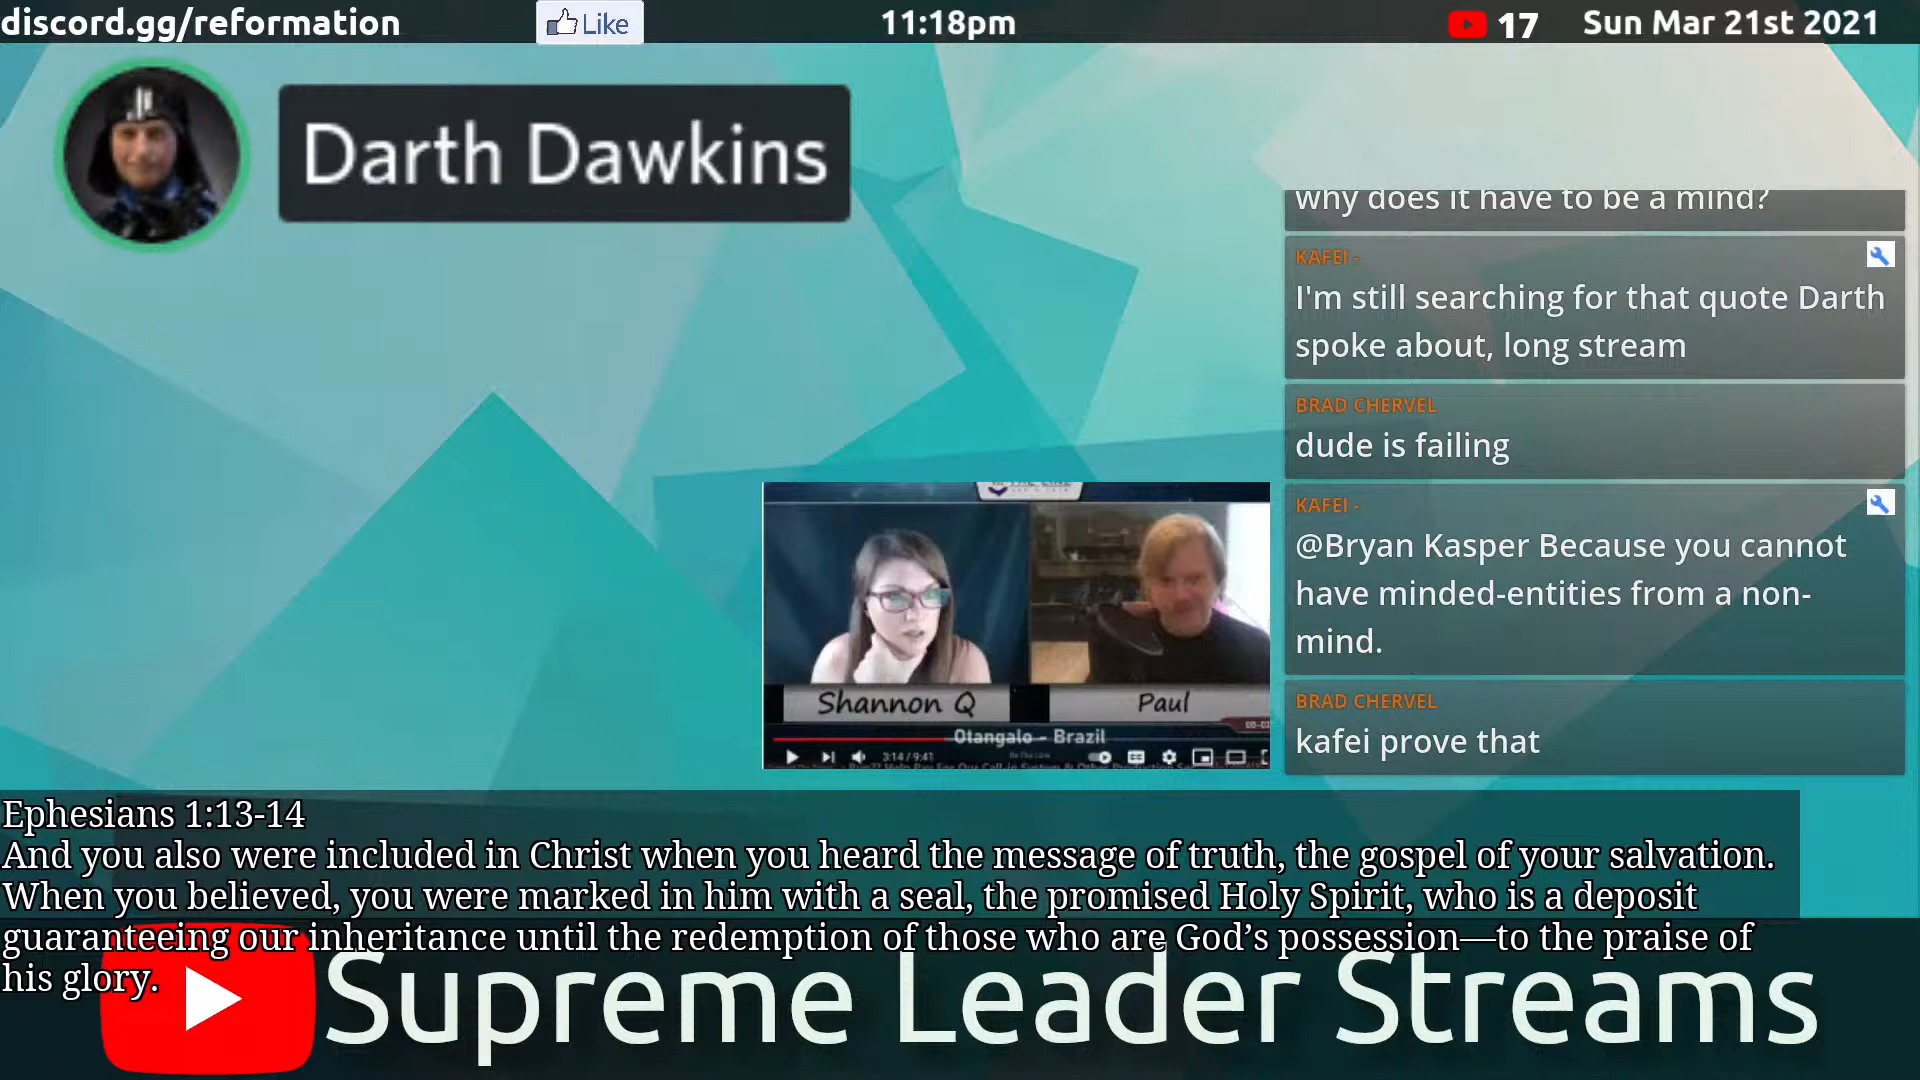 discord.gg/reformation
Like
11:18pm
17
Sun Mar 21st 2021
Darth Dawkins
why does it have to be a mind?
KAFEI -
I'm still searching for that quote Darth
spoke about, long stream
BRAD CHERVEL
dude is failing
KAFEI -
@Bryan Kasper Because you cannot
have minded-entities from a non-
mind.
BRAD CHERVEL
kafei prove that
Shannon Q
Paul
Otangalo - Brazil
3:14 / 9:41
Ephesians 1:13-14
And you also were included in Christ when you heard the message of truth, the gospel of your salvation.
When you believed, you were marked in him with a seal, the promised Holy Spirit, who is a deposit
guaranteeing our inheritance until the redemption of those who are God’s possession—to the praise of
his glory.
Supreme Leader Streams